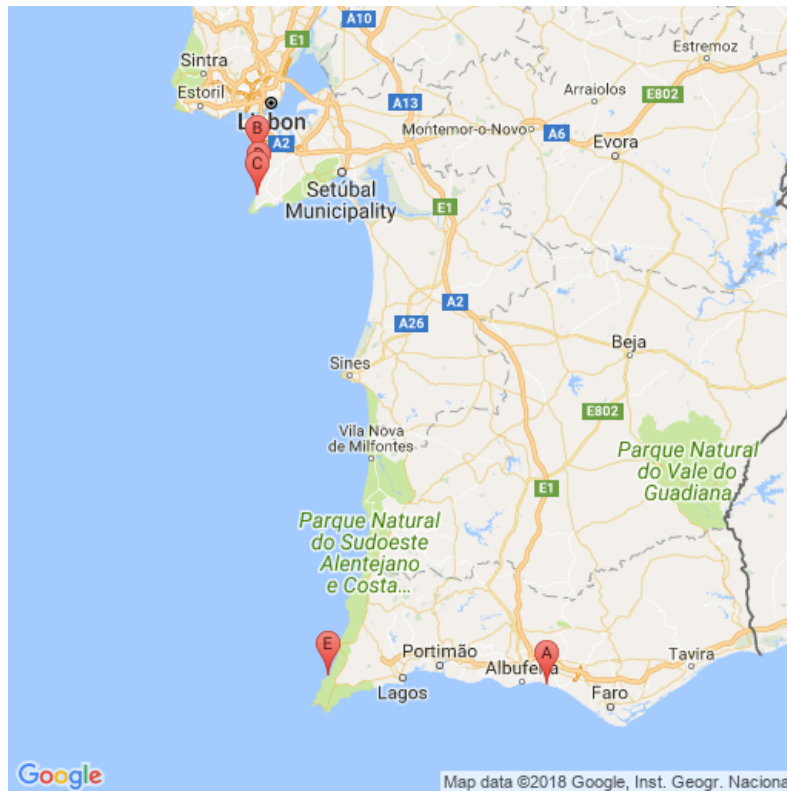 A10
E1
Sintra
Estremoz
Estoril
A13
Arraiolos
E802
Lisbon
B
A2
Montemor-o-Novo
A6
Evora
C
Setúbal
Municipality
E1
A2
A26
Beja
Sines
E802
Vila Nova
de Milfontes
Parque Natural
do Vale do
Guadiana
E1
Parque Natural
do Sudoeste
Alentejano
e Costa...
E
Portimão
A
Albufeira
Tavira
Lagos
Faro
Google
Map data ©2018 Google, Inst. Geogr. Naciona